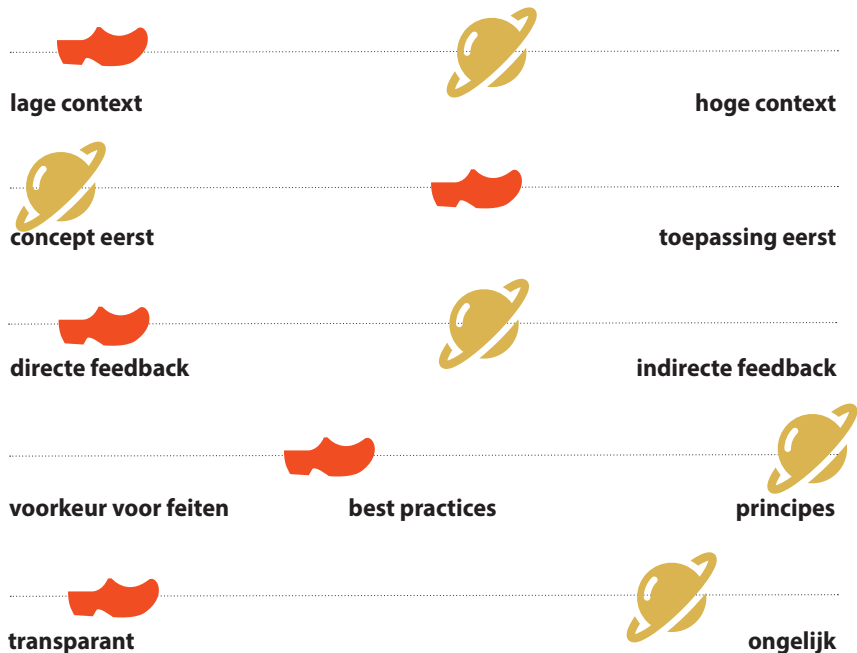 lage context hoge context
concept eerst toepassing eerst
directe feedback indirecte feedback
voorkeur voor feiten best practices principes
transparant ongelijk